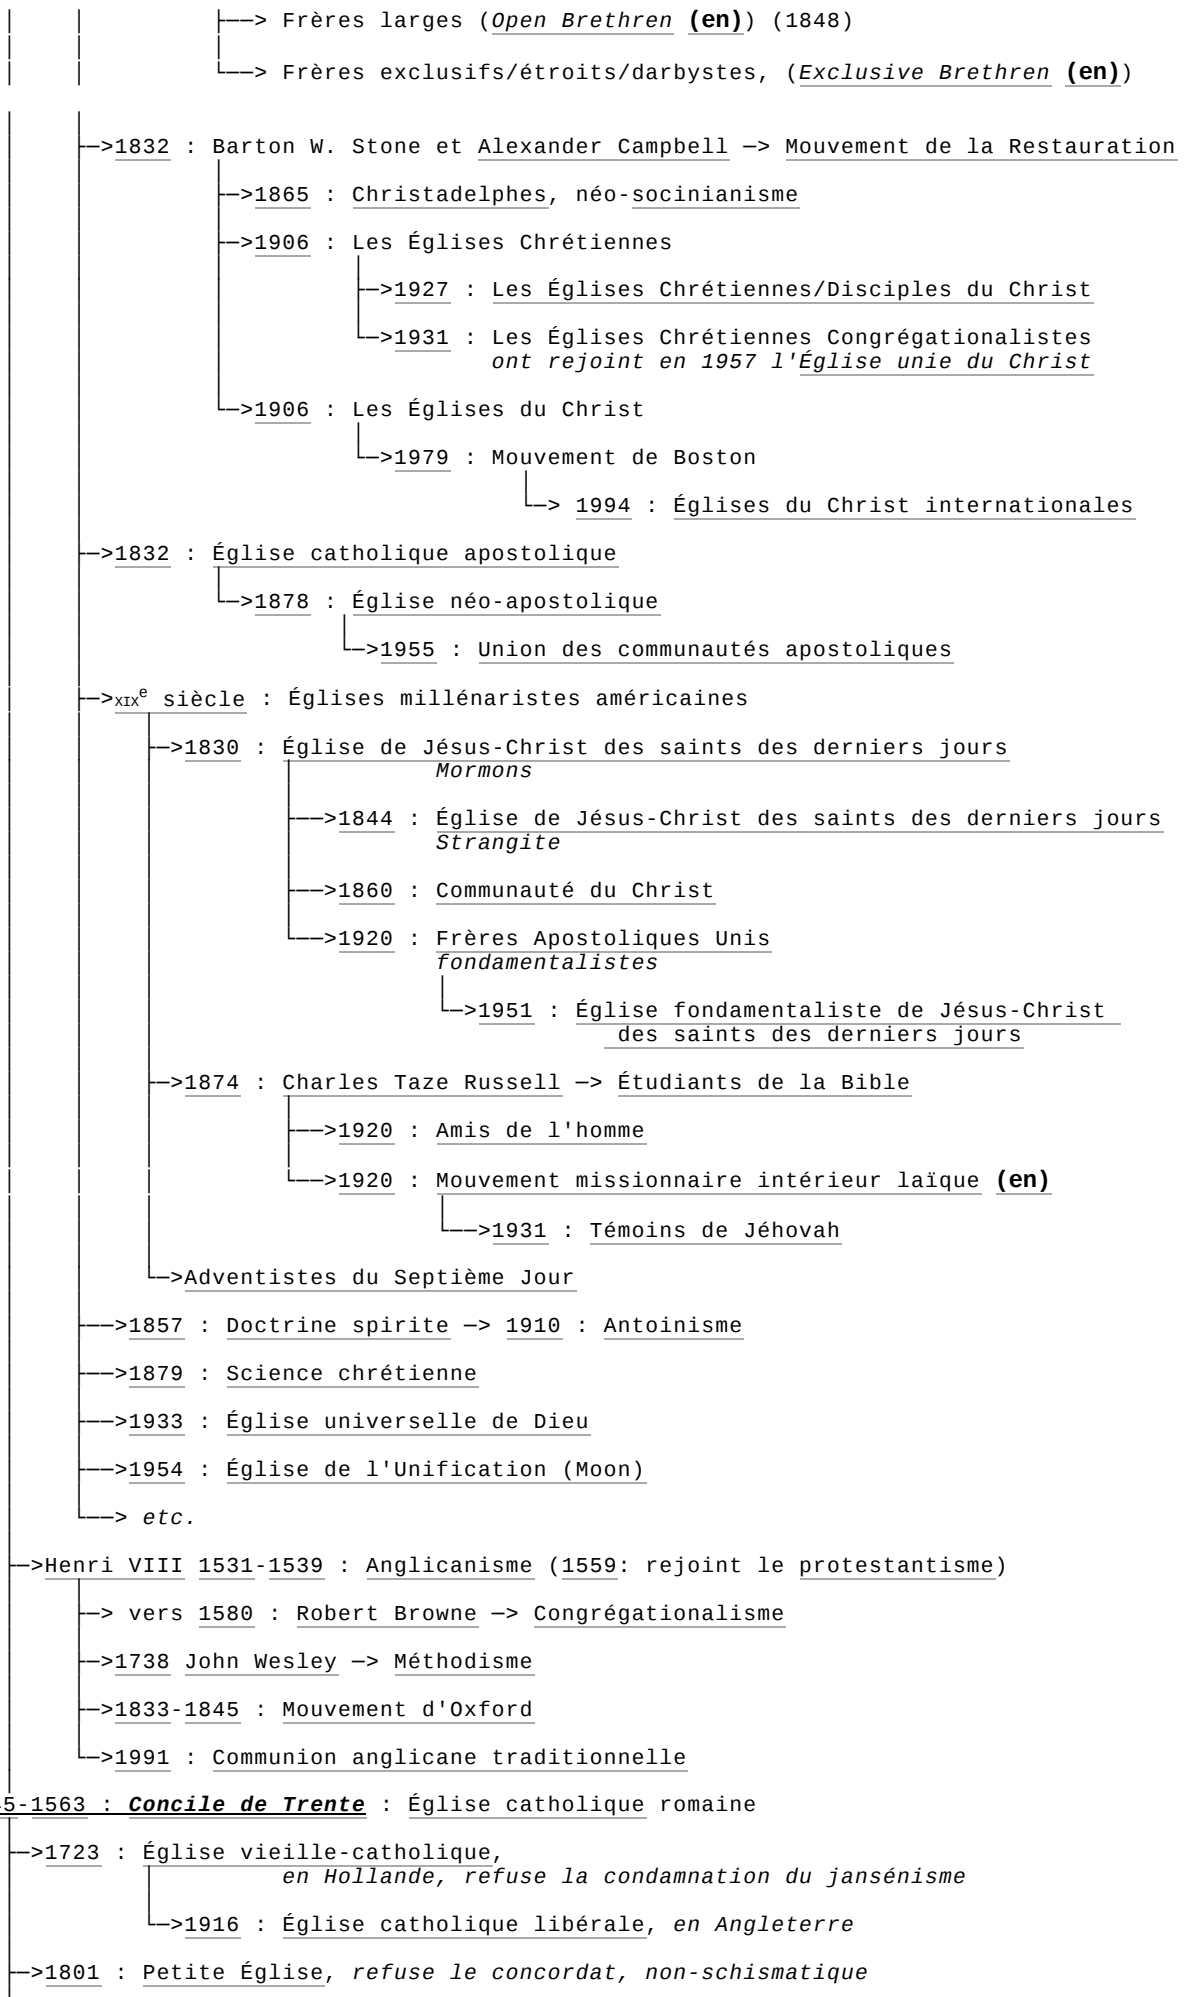 Frères larges (Open Brethren (en)) (1848)
Frères exclusifs/étroits/darbystes, (Exclusive Brethren (en))
1832 : Barton W. Stone et Alexander Campbell —> Mouvement de la Restauration
1865 : Christadelphes, néo-socinianisme
1906 : Les Églises Chrétiennes
1927 : Les Églises Chrétiennes/Disciples du Christ
1931 : Les Églises Chrétiennes Congrégationalistes
ont rejoint en 1957 l'Église unie du Christ
1906 : Les Églises du Christ
1979 : Mouvement de Boston
1994 : Églises du Christ internationales
1832 : Église catholique apostolique
1878 : Église néo-apostolique
1955 : Union des communautés apostoliques
XIXe siècle : Églises millénaristes américaines
1830 : Église de Jésus-Christ des saints des derniers jours
Mormons
1844 : Église de Jésus-Christ des saints des derniers jours
Strangite
1860 : Communauté du Christ
1920 : Frères Apostoliques Unis
fondamentalistes
1951 : Église fondamentaliste de Jésus-Christ
des saints des derniers jours
1874 : Charles Taze Russell —> Étudiants de la Bible
1920 : Amis de l'homme
1920 : Mouvement missionnaire intérieur laïque (en)
1931 : Témoins de Jéhovah
Adventistes du Septième Jour
1857 : Doctrine spirite —> 1910 : Antoinisme
1879 : Science chrétienne
1933 : Église universelle de Dieu
1954 : Église de l'Unification (Moon)
etc.
Henri VIII 1531-1539 : Anglicanisme (1559: rejoint le protestantisme)
vers 1580 : Robert Browne —> Congrégationalisme
1738 John Wesley —> Méthodisme
1833-1845 : Mouvement d'Oxford
1991 : Communion anglicane traditionnelle
5-1563 : Concile de Trente : Église catholique romaine
1723 : Église vieille-catholique,
en Hollande, refuse la condamnation du jansénisme
1916 : Église catholique libérale, en Angleterre
1801 : Petite Église, refuse le concordat, non-schismatique